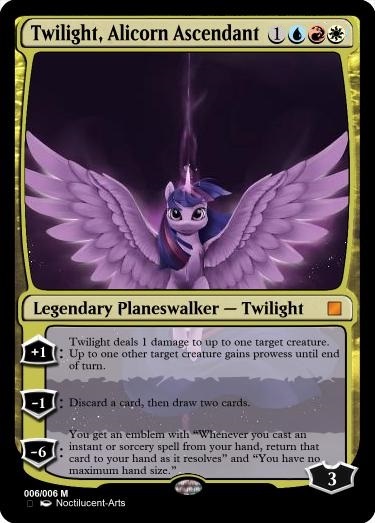 Twilight, Alicorn Ascendant 1
Legendary Planeswalker — Twilight
+1 : Twilight deals 1 damage to up to one target creature.
Up to one other target creature gains prowess until end
of turn.
-1 : Discard a card, then draw two cards.
-6 : You get an emblem with “Whenever you cast an
instant or sorcery spell from your hand, return that
card to your hand as it resolves” and “You have no
maximum hand size.”
3
006/006 M
Noctilucent-Arts